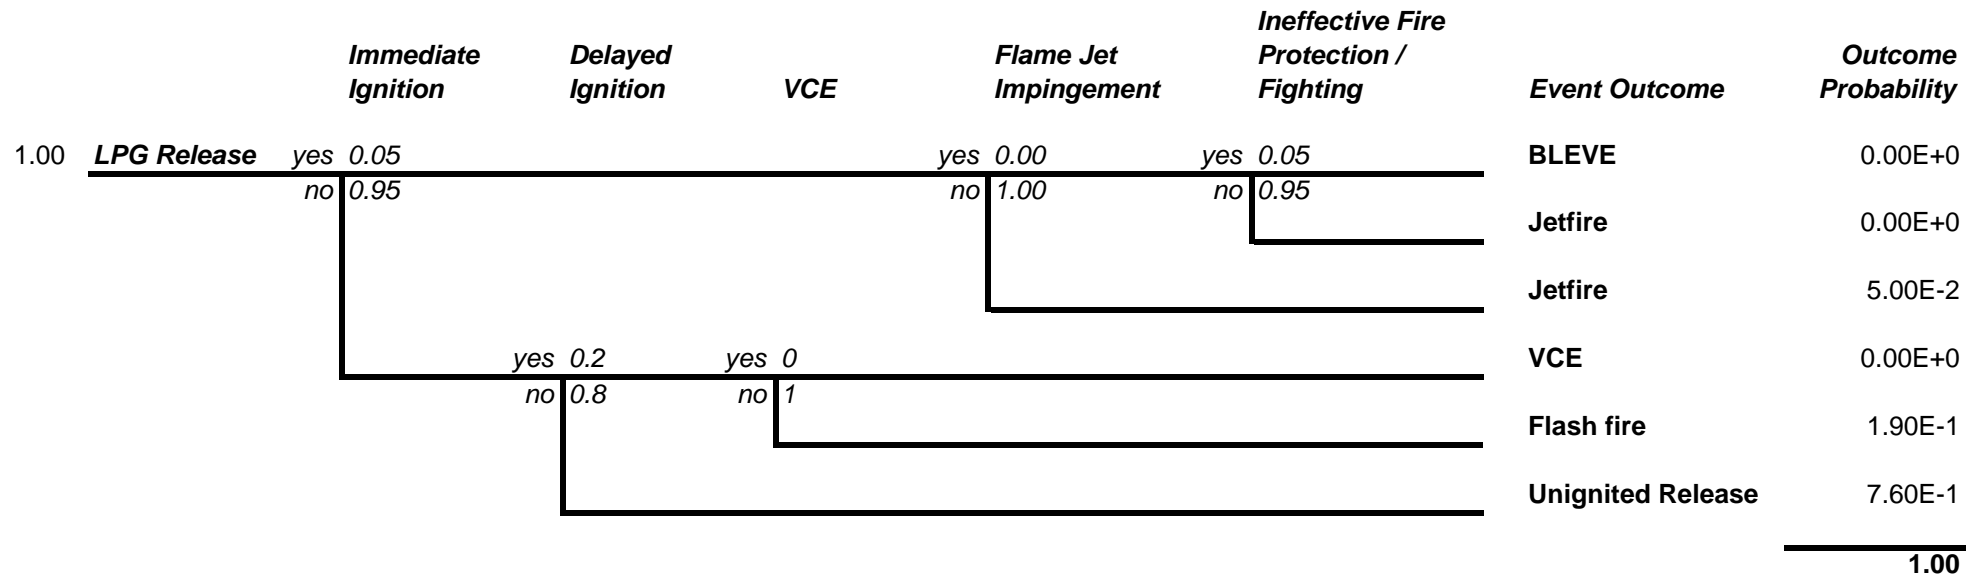 Ineffective Fire
Immediate Delayed Flame Jet Protection / Outcome
Ignition Ignition VCE Impingement Fighting Event Outcome Probability
1.00 LPG Release yes 0.05 yes 0.00 yes 0.05 BLEVE 0.00E+0
no 0.95 no 1.00 no 0.95
Jetfire 0.00E+0
Jetfire 5.00E-2
yes 0.2 yes 0 VCE 0.00E+0
no 0.8 no 1
Flash fire 1.90E-1
Unignited Release 7.60E-1
1.00